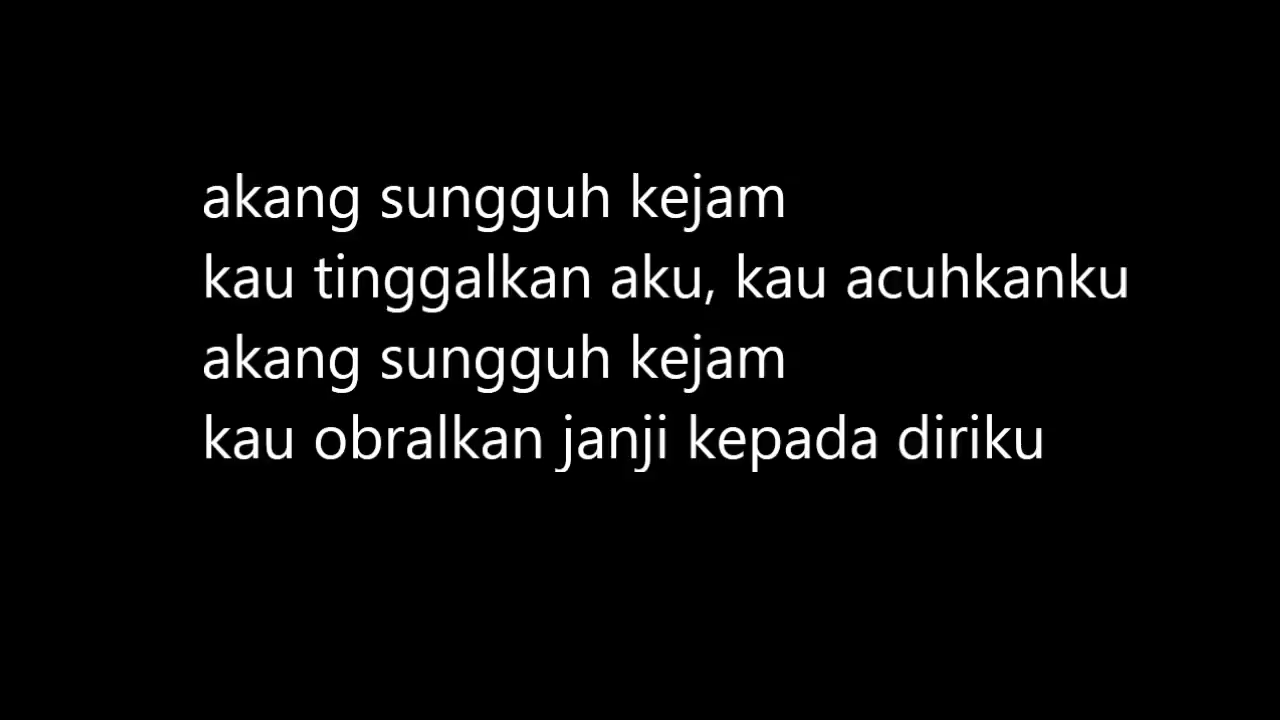 akang sungguh kejam
kau tinggalkan aku, kau acuhkanku
akang sungguh kejam
kau obralkan janji kepada diriku